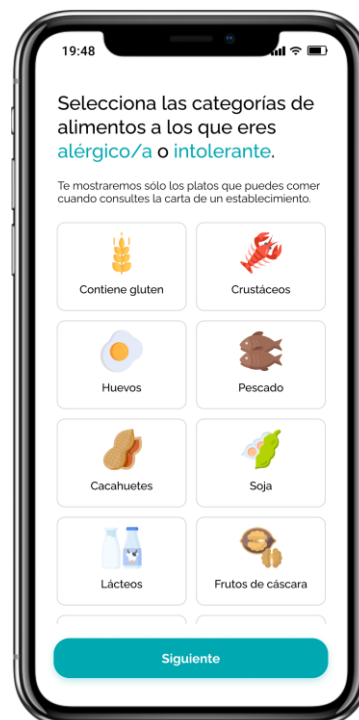 19:48
Selecciona las categorías de
alimentos a los que eres
alérgico/a o intolerante.
Te mostraremos sólo los platos que puedes comer
cuando consultes la carta de un establecimiento.
Contiene gluten
Crustáceos
Huevos
Pescado
Cacahuetes
Soja
Lácteos
Frutos de cáscara
Siguiente